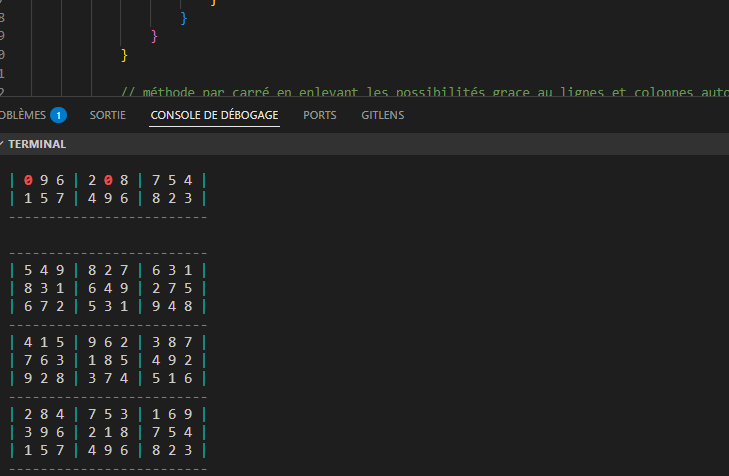 }
8 }
9 }
0 }
1
2 // méthode par carré en enlevant les possibilités grace au lignes et colonnes auto
OBLÈMES 1 SORTIE CONSOLE DE DÉBOGAGE PORTS GITLENS
TERMINAL
| 0 9 6 | 2 0 8 | 7 5 4 |
| 1 5 7 | 4 9 6 | 8 2 3 |
-------------------------
-------------------------
| 5 4 9 | 8 2 7 | 6 3 1 |
| 8 3 1 | 6 4 9 | 2 7 5 |
| 6 7 2 | 5 3 1 | 9 4 8 |
-------------------------
| 4 1 5 | 9 6 2 | 3 8 7 |
| 7 6 3 | 1 8 5 | 4 9 2 |
| 9 2 8 | 3 7 4 | 5 1 6 |
-------------------------
| 2 8 4 | 7 5 3 | 1 6 9 |
| 3 9 6 | 2 1 8 | 7 5 4 |
| 1 5 7 | 4 9 6 | 8 2 3 |
-------------------------